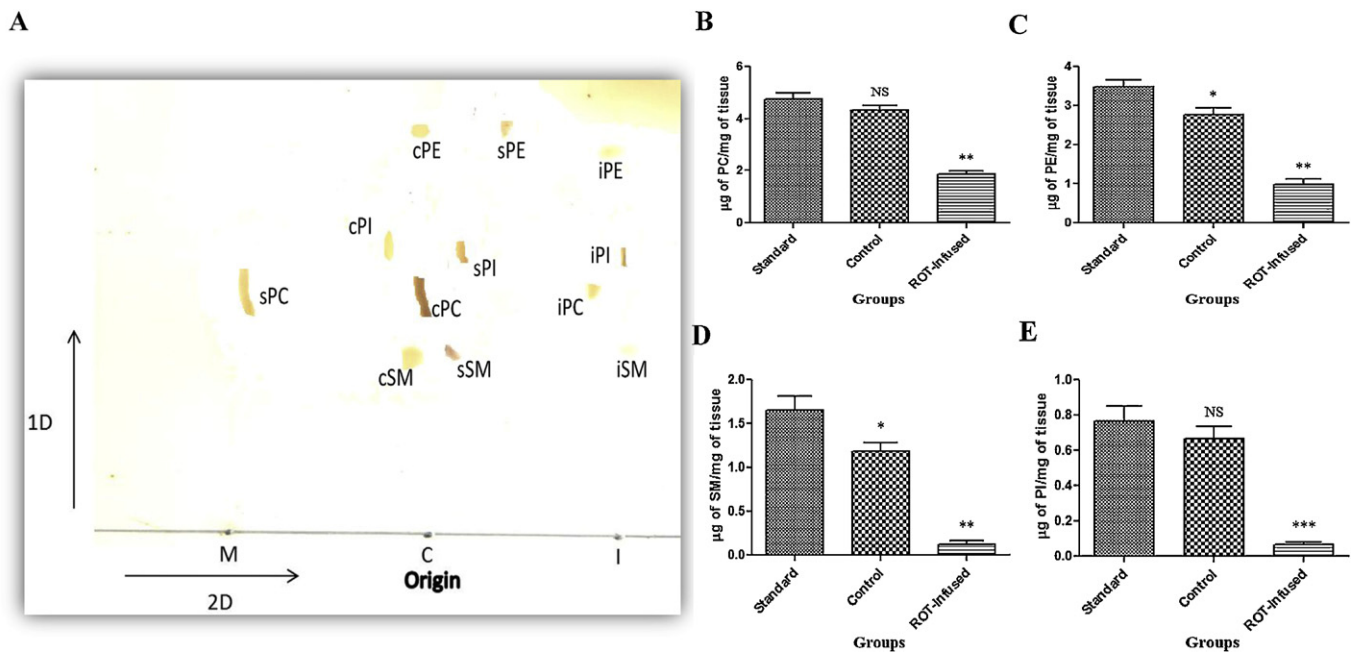 A
cPE
sPE
iPE
cPI
sPI
iPI
sPC
cPC
iPC
cSM
sSM
iSM
1D
M
C
I
Origin
2D
B
µg of PC/mg of tissue
6
4
2
0
NS
**
Standard
Control
ROT-Infused
Groups
C
µg of PE/mg of tissue
4
3
2
1
0
*
**
Standard
Control
ROT-Infused
Groups
D
µg of SM/mg of tissue
2.0
1.5
1.0
0.5
0.0
*
**
Standard
Control
ROT-Infused
Groups
E
µg of PI/mg of tissue
1.0
0.8
0.6
0.4
0.2
0.0
NS
***
Standard
Control
ROT-Infused
Groups